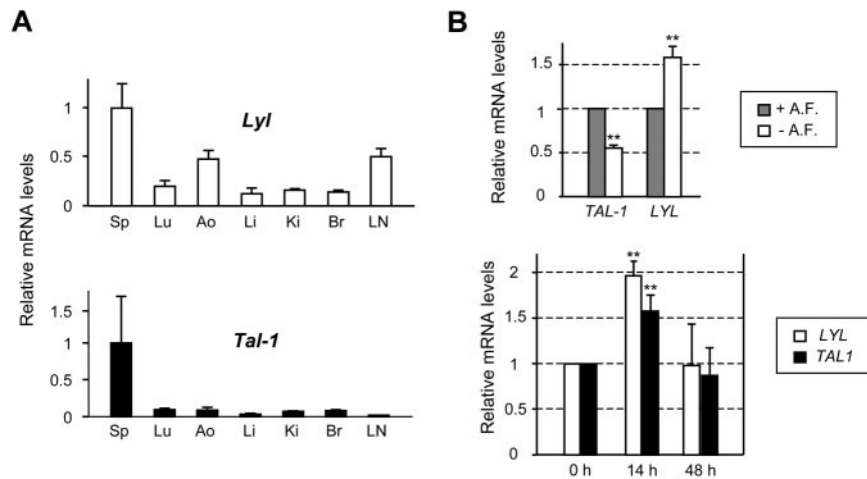 A
Relative mRNA levels
1
0.5
0
Lyl
Sp Lu Ao Li Ki Br LN
1.5
1
0.5
0
Tal-1
Sp Lu Ao Li Ki Br LN
B
Relative mRNA levels
1.5
1
0.5
0
**
**
TAL-1 LYL
+ A.F.
- A.F.
Relative mRNA levels
2
1.5
1
0.5
0
**
**
0 h 14 h 48 h
LYL
TAL1